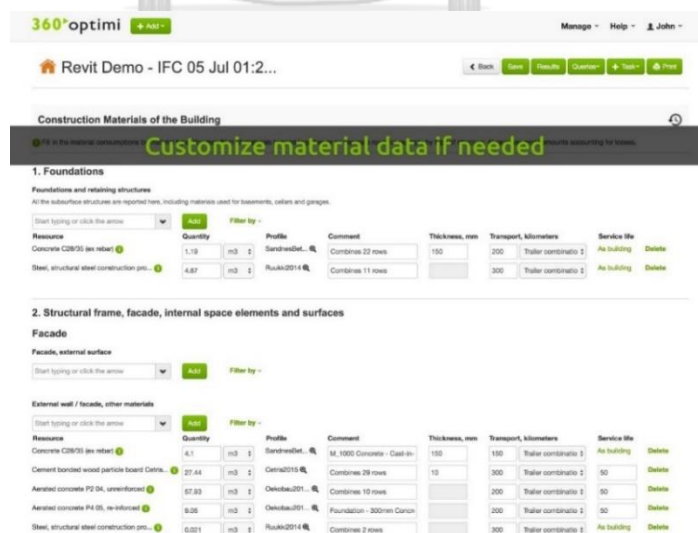 360°optimi + Add Manage Help John
Revit Demo - IFC 05 Jul 01:2... Back Save Results Queries + Task Print
Construction Materials of the Building
Customize material data if needed
1. Foundations
Foundations and retaining structures
All the subsurface structures are reported here, including materials used for basements, cellars and garages.
Start typing or click the arrow Add Filter by
Resource Quantity Profile Comment Thickness, mm Transport, kilometers Service life
Concrete C28/35 (ex rebar) 1.19 m3 SandnesBet... Combines 22 rows 150 200 Trailer combinatio As building Delete
Steel, structural steel construction pro... 4.87 m3 Ruukki2014 Combines 11 rows 300 Trailer combinatio As building Delete
2. Structural frame, facade, internal space elements and surfaces
Facade
Facade, external surface
Start typing or click the arrow Add Filter by
External wall / facade, other materials
Start typing or click the arrow Add Filter by
Resource Quantity Profile Comment Thickness, mm Transport, kilometers Service life
Concrete C28/35 (ex rebar) 4.1 m3 SandnesBet... M_1000 Concrete - Cast-in- 150 150 Trailer combinatio As building Delete
Cement bonded wood particle board Cetris... 27.44 m3 Cetris2015 Combines 29 rows 10 300 Trailer combinatio 50 Delete
Aerated concrete P2 04, unreinforced 57.93 m3 Oekobau201... Combines 10 rows 200 Trailer combinatio 50 Delete
Aerated concrete P4 05, re-inforced m3 Oekobau201... Foundation - 300mm Concr 200 Trailer combinatio 50 Delete
Steel, structural steel construction pro... 0.021 m3 Ruukki2014 Combines 2 rows 300 Trailer combinatio As building Delete